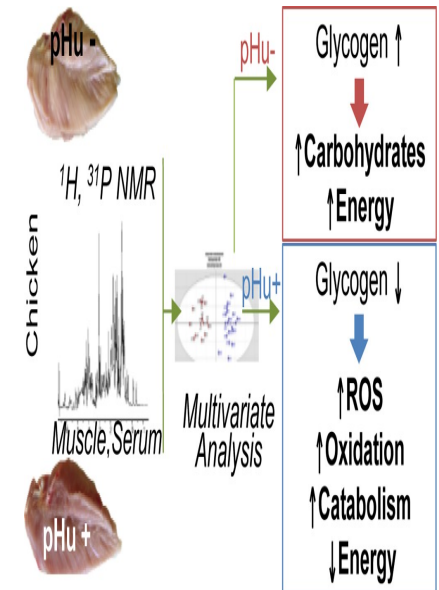 pHu -
¹H, ³¹P NMR
Chicken
Muscle,Serum
pHu +
Multivariate
Analysis
pHu-
pHu+
Glycogen ↑
↑Carbohydrates
↑Energy
Glycogen ↓
↑ROS
↑Oxidation
↑Catabolism
↓Energy